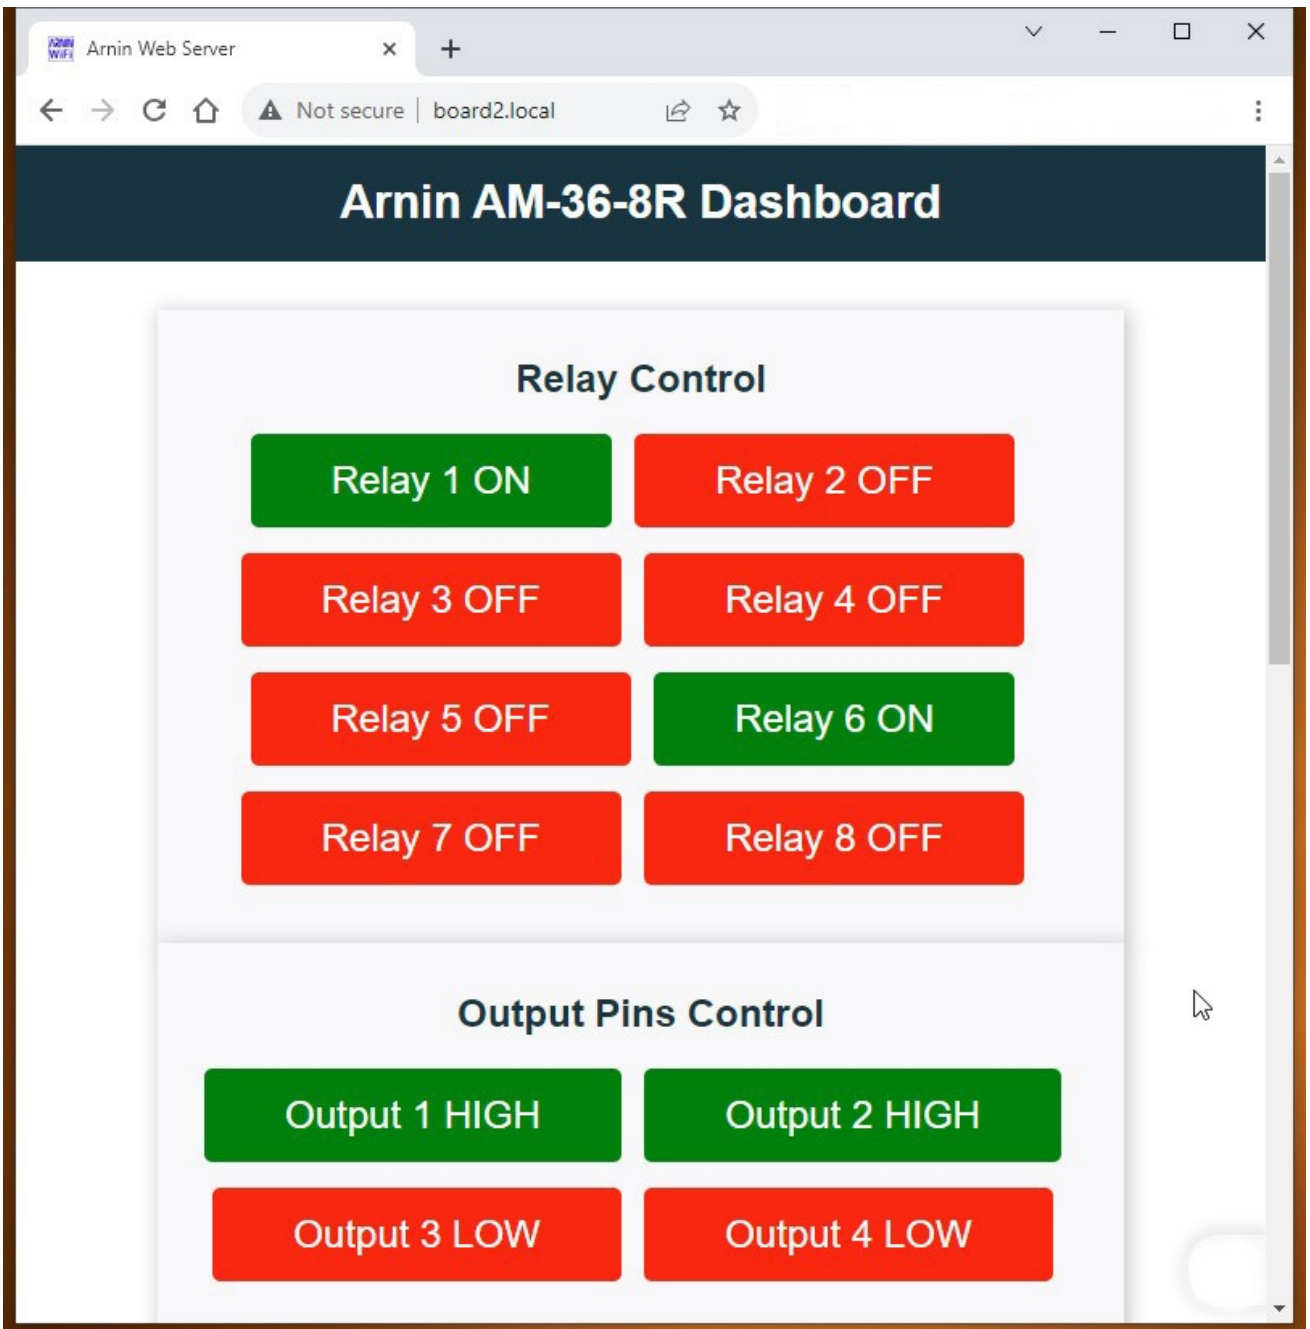 ARNIN
WiFi
Arnin Web Server
Not secure
board2.local
Arnin AM-36-8R Dashboard
Relay Control
Relay 1 ON
Relay 2 OFF
Relay 3 OFF
Relay 4 OFF
Relay 5 OFF
Relay 6 ON
Relay 7 OFF
Relay 8 OFF
Output Pins Control
Output 1 HIGH
Output 2 HIGH
Output 3 LOW
Output 4 LOW